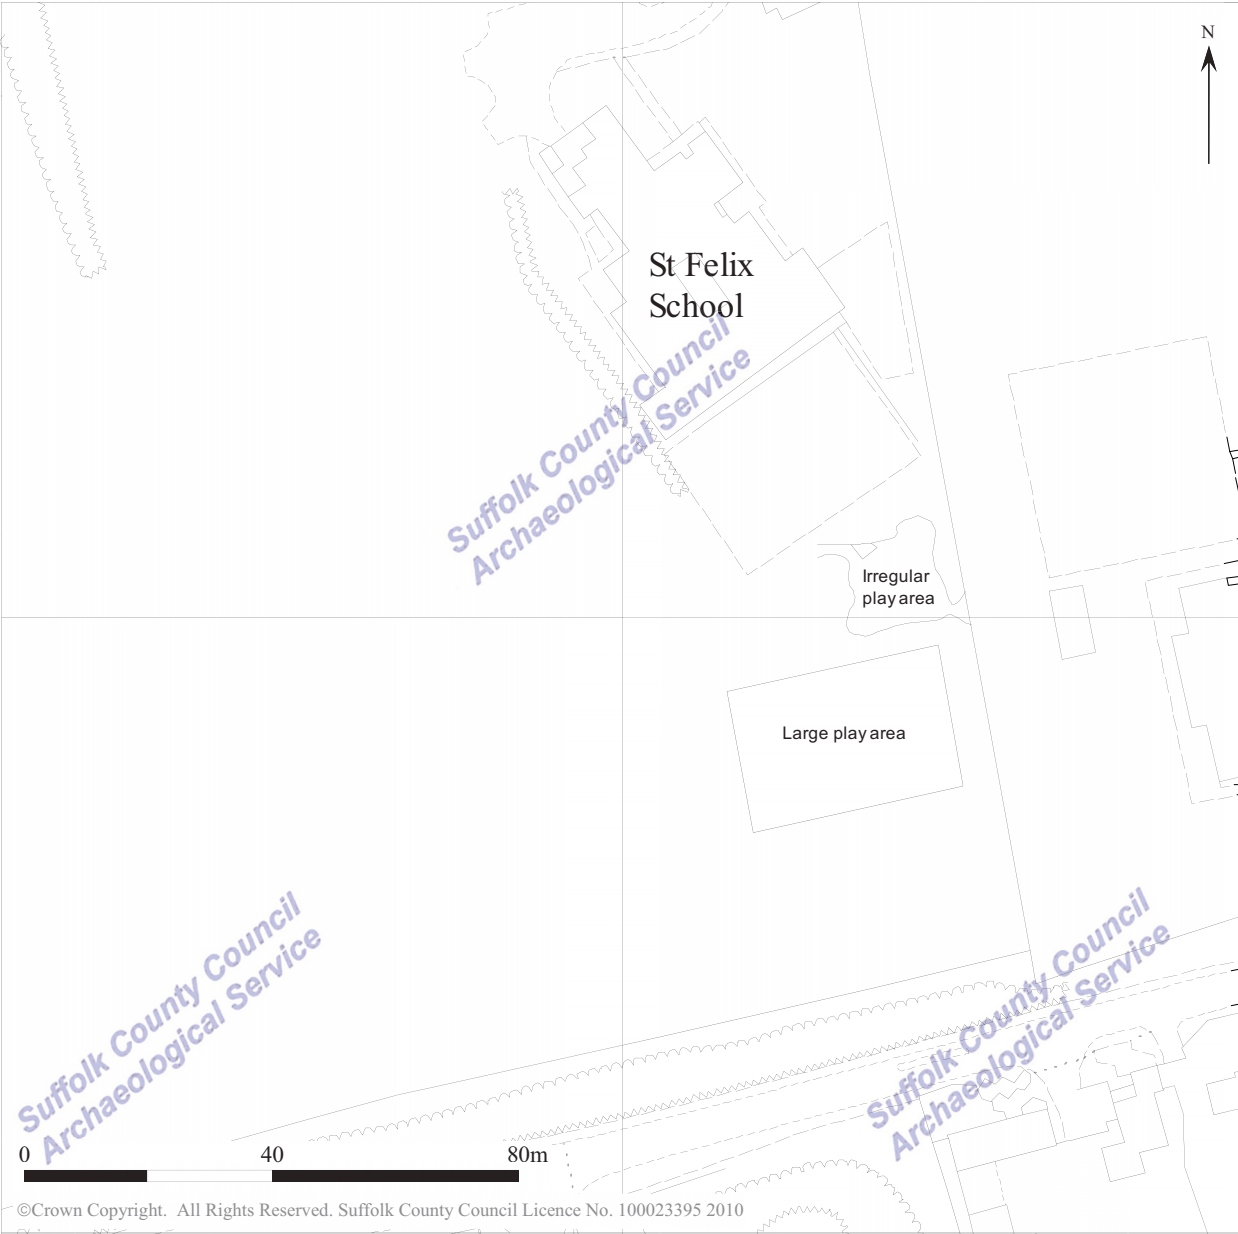 N
St Felix
School
Suffolk County Council
Archaeological Service
Irregular
play area
Large play area
Suffolk County Council
Archaeological Service
Suffolk County Council
Archaeological Service
0 40 80m
©Crown Copyright. All Rights Reserved. Suffolk County Council Licence No. 100023395 2010